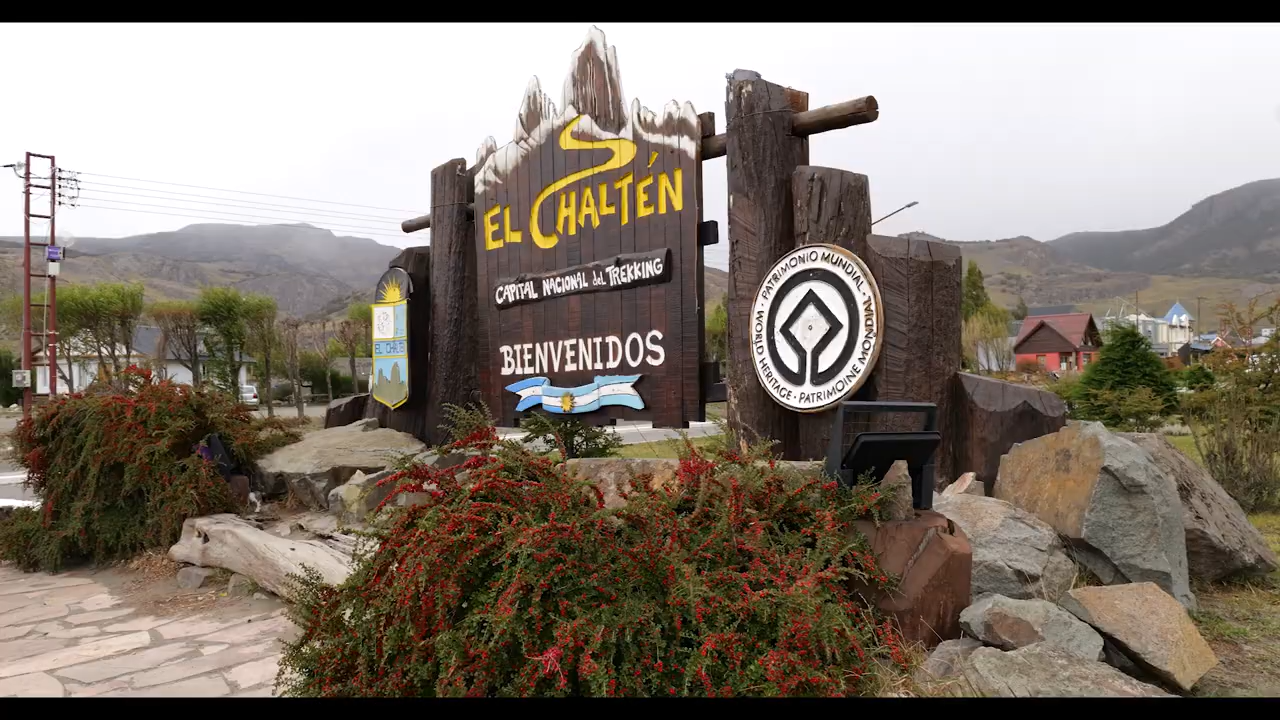 EL CHALTÉN
CAPITAL NACIONAL del TREKKING
BIENVENIDOS
EL CHALTÉN
· PATRIMONIO MUNDIAL · WORLD HERITAGE · PATRIMOINE MONDIAL